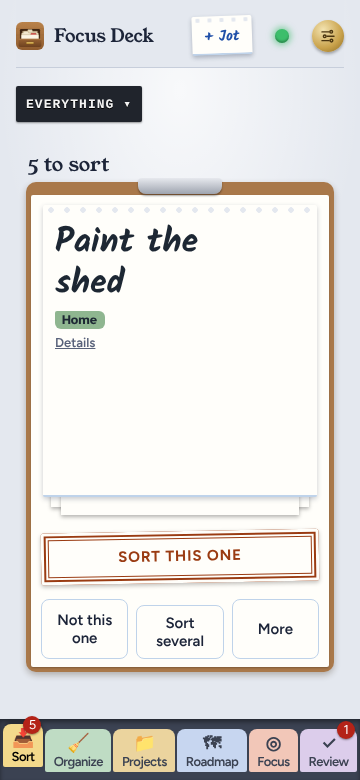 Focus Deck
+ Jot
EVERYTHING ▾
5 to sort
Paint the
shed
Home
Details
SORT THIS ONE
Not this
one
Sort
several
More
5
Sort
Organize
Projects
Roadmap
Focus
1
Review